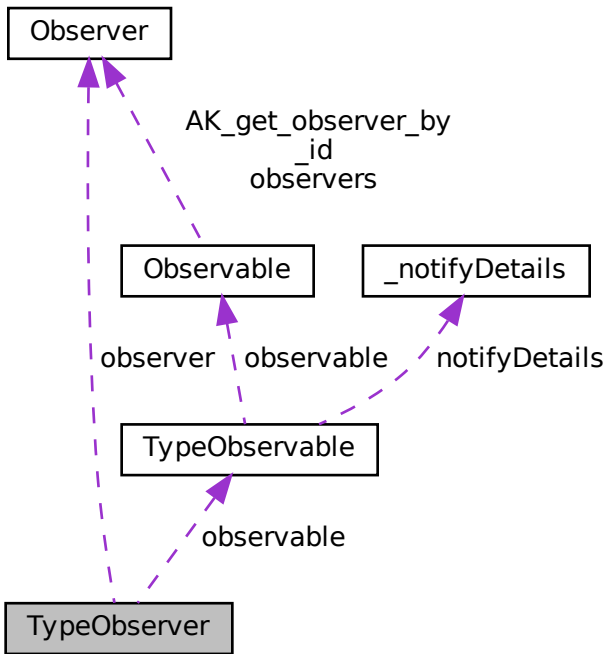 Observer
AK_get_observer_by
_id
observers
Observable
_notifyDetails
observer
observable
notifyDetails
TypeObservable
observable
TypeObserver